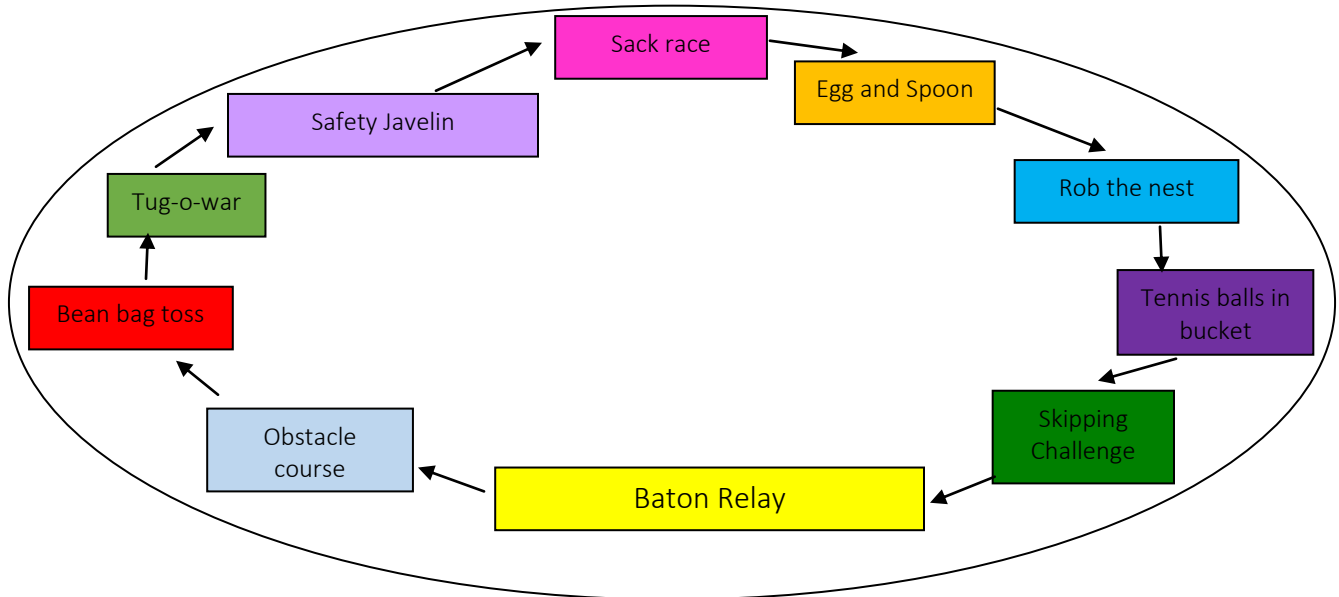 Sack race
Egg and Spoon
Safety Javelin
Rob the nest
Tug-o-war
Tennis balls in
bucket
Bean bag toss
Skipping
Challenge
Obstacle
course
Baton Relay